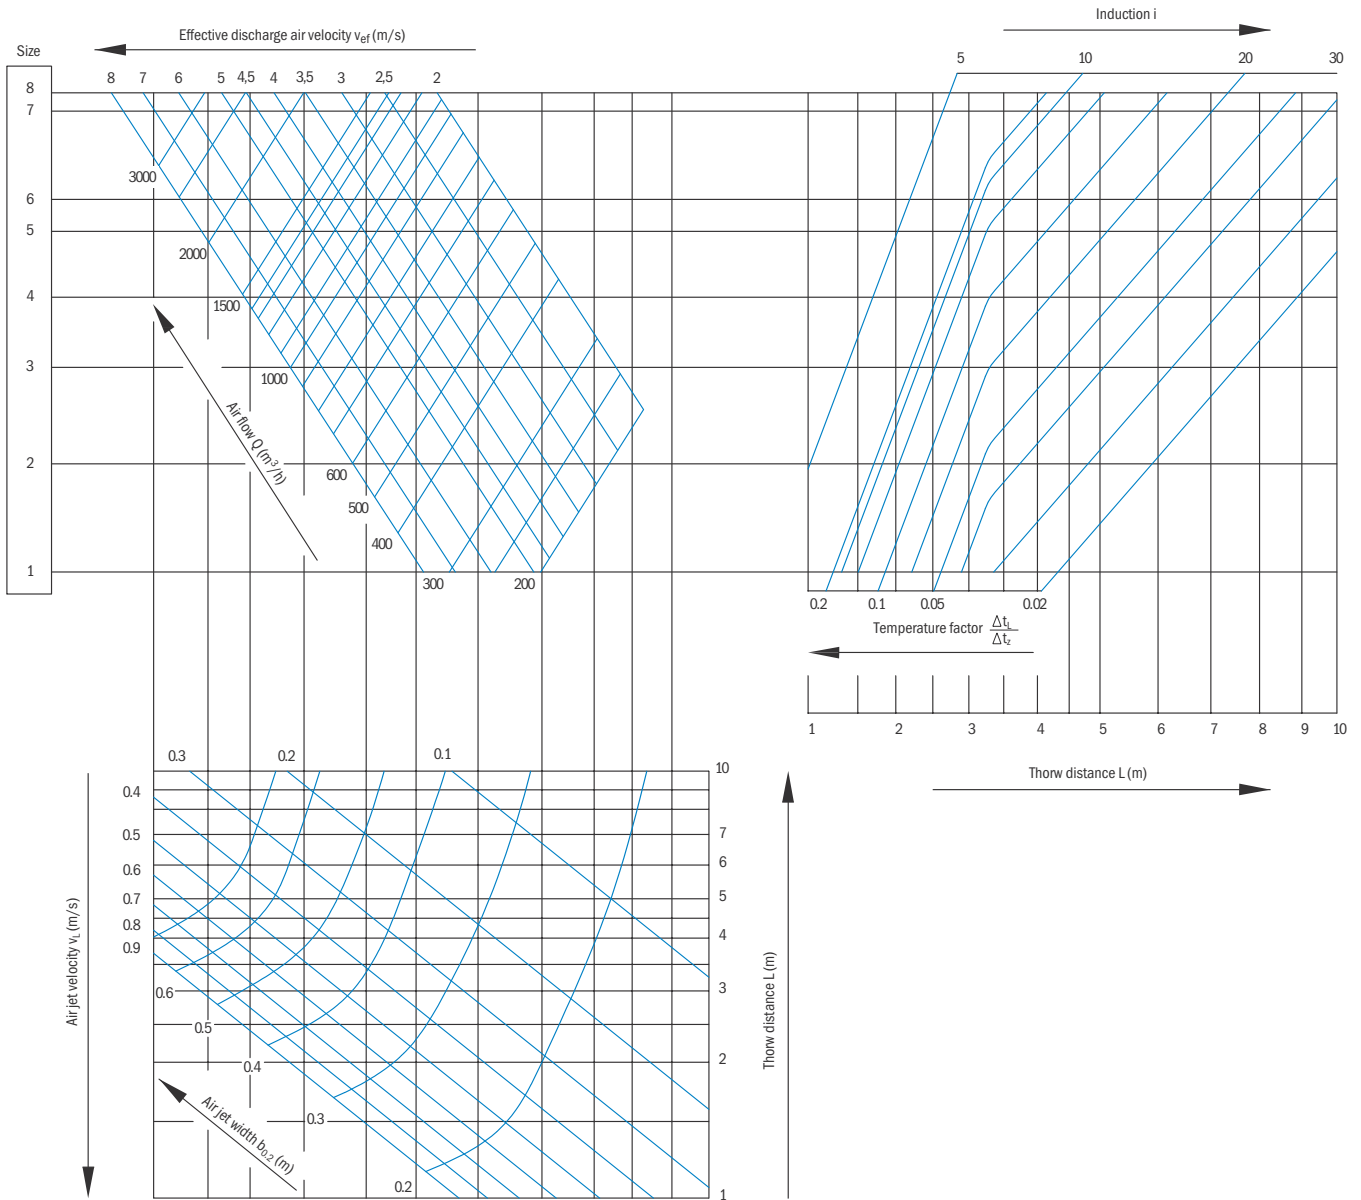 Induction i
Effective discharge air velocity vef (m/s)
Size
5 10 20 30
8 7 6 5 4,5 4 3,5 3 2,5 2
8
7
6
5
4
3
2
1
3000
2000
1500
1000
600
500
400
300
200
Air flow Q (m³/h)
0.2 0.1 0.05 0.02
Temperature factor ΔtL
Δtz
1 2 3 4 5 6 7 8 9 10
Thorw distance L (m)
0.3 0.2 0.1
0.4
0.5
0.6
0.7
0.8
0.9
10
7
6
5
4
3
2
1
0.6
0.5
0.4
0.3
0.2
Air jet velocity vL (m/s)
Air jet width b0.2 (m)
Thorw distance L (m)